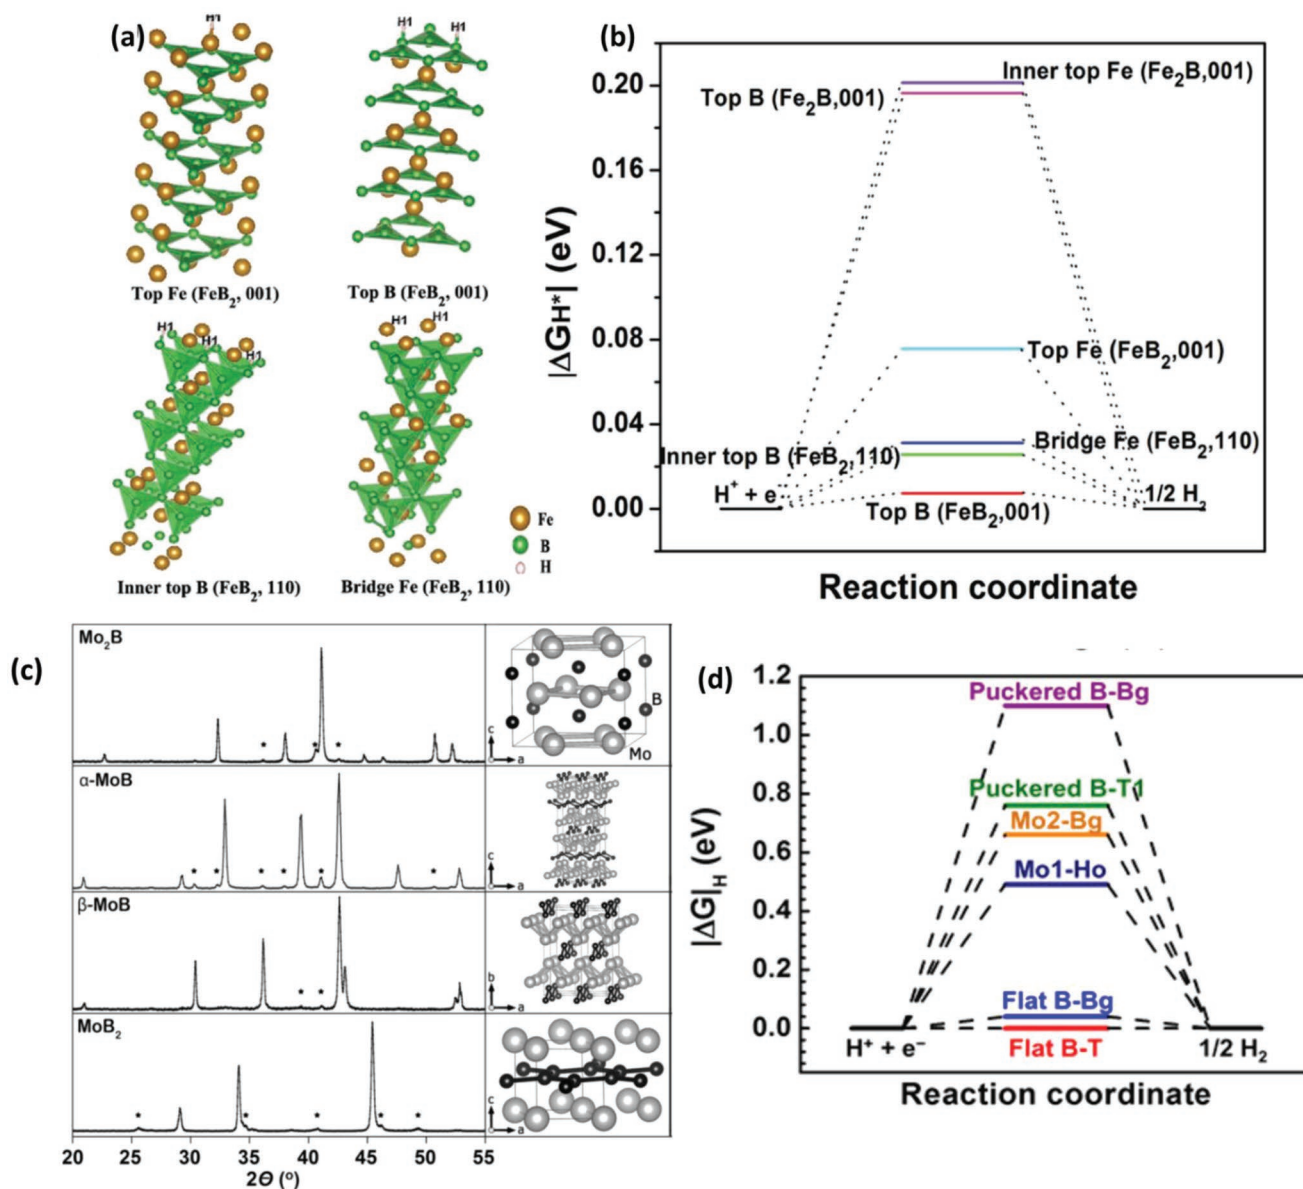 (a)
H1
H1
H1
Top Fe (FeB₂, 001)
Top B (FeB₂, 001)
H1
H1
H1
H1
H1
Fe
B
H
Inner top B (FeB₂, 110)
Bridge Fe (FeB₂, 110)
(b)
0.20
0.16
0.12
0.08
0.04
0.00
|ΔGH*| (eV)
Inner top Fe (Fe₂B,001)
Top B (Fe₂B,001)
Top Fe (FeB₂,001)
Bridge Fe (FeB₂,110)
Inner top B (FeB₂,110)
H⁺ + e
1/2 H₂
Top B (FeB₂,001)
Reaction coordinate
(c)
Mo₂B
B
Mo
c
a
α-MoB
c
a
β-MoB
b
a
MoB₂
c
a
20 25 30 35 40 45 50 55
2Θ (°)
(d)
1.2
1.0
0.8
0.6
0.4
0.2
0.0
|ΔG|H (eV)
Puckered B-Bg
Puckered B-T1
Mo2-Bg
Mo1-Ho
Flat B-Bg
H⁺ + e⁻
Flat B-T
1/2 H₂
Reaction coordinate